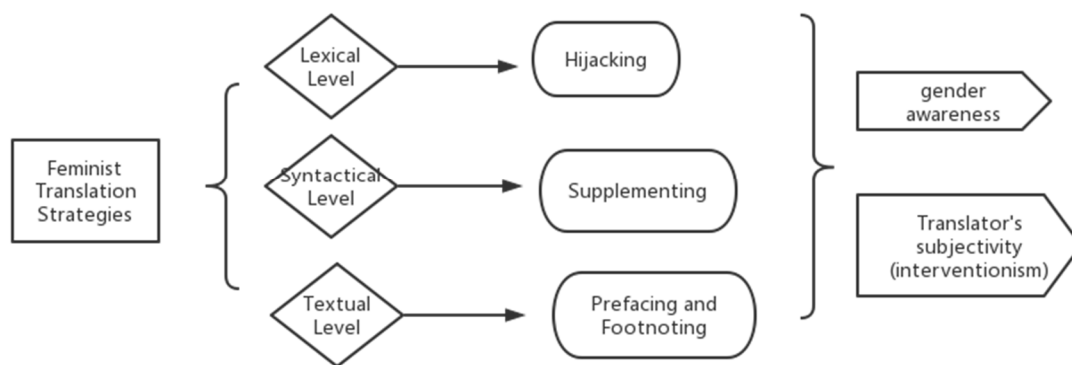 Feminist
Translation
Strategies
Lexical
Level
Hijacking
Syntactical
Level
Supplementing
Textual
Level
Prefacing and
Footnoting
gender
awareness
Translator's
subjectivity
(interventionism)